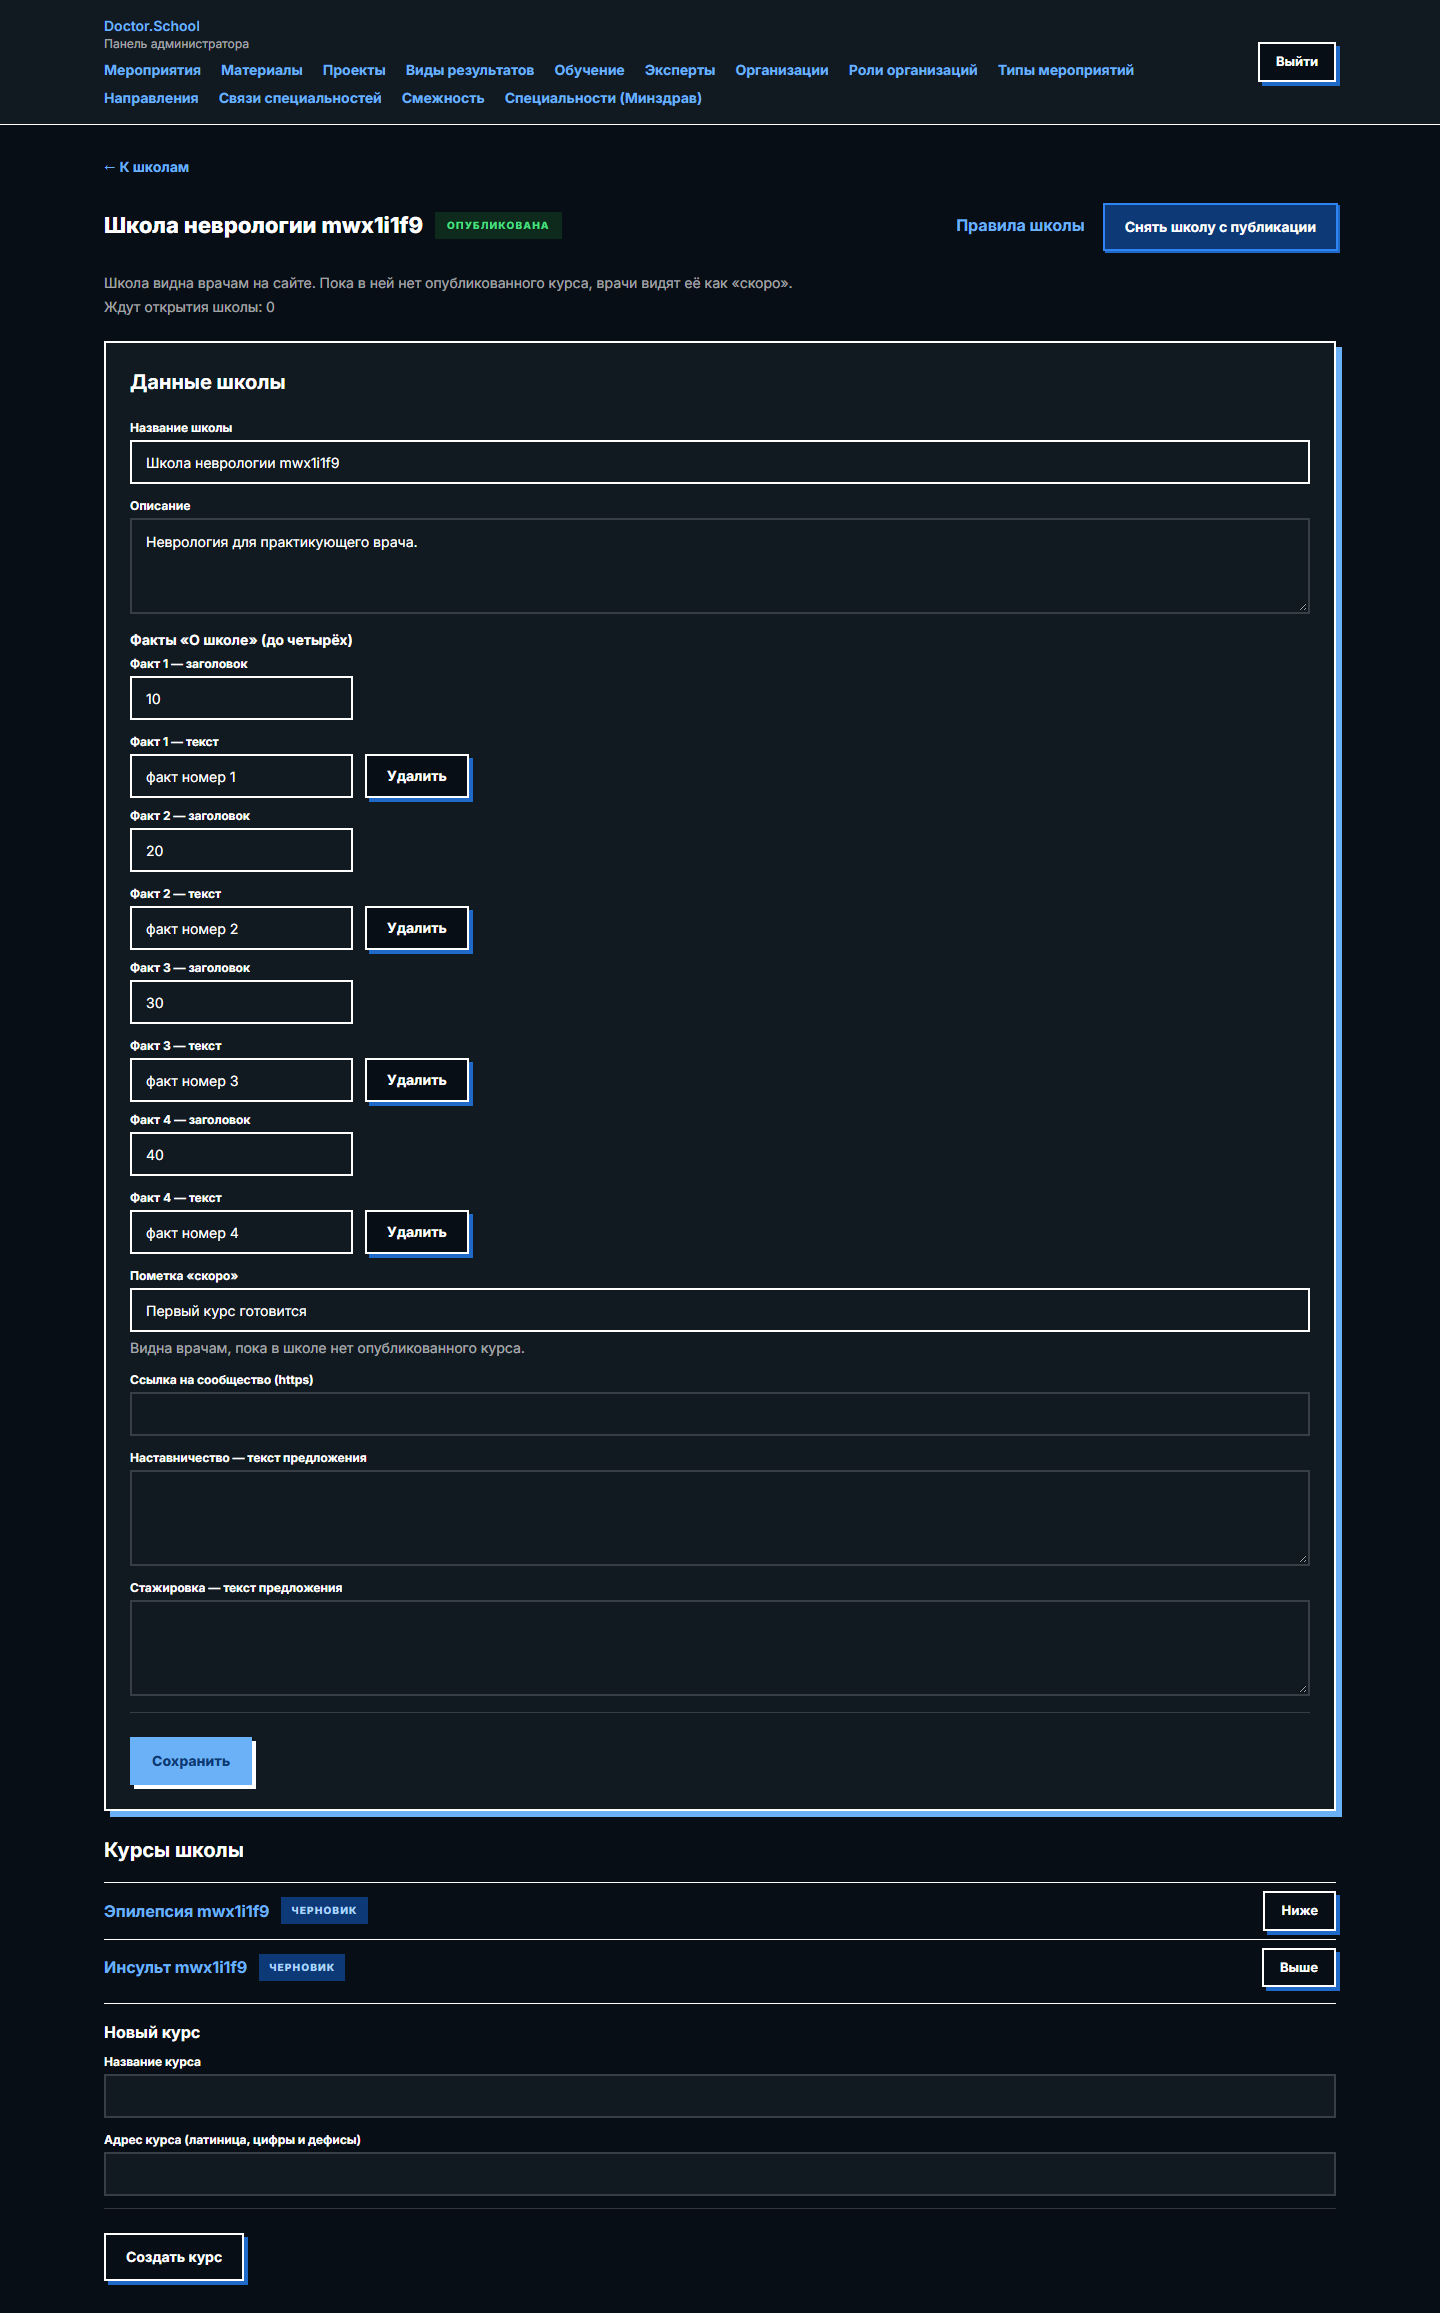 Doctor.School
Панель администратора
Мероприятия Материалы Проекты Виды результатов Обучение Эксперты Организации Роли организаций Типы мероприятий
Направления Связи специальностей Смежность Специальности (Минздрав)
Выйти
← К школам
Школа неврологии mwx1i1f9 ОПУБЛИКОВАНА
Правила школы Снять школу с публикации
Школа видна врачам на сайте. Пока в ней нет опубликованного курса, врачи видят её как «скоро».
Ждут открытия школы: 0
Данные школы
Название школы
Школа неврологии mwx1i1f9
Описание
Неврология для практикующего врача.
Факты «О школе» (до четырёх)
Факт 1 — заголовок
10
Факт 1 — текст
факт номер 1 Удалить
Факт 2 — заголовок
20
Факт 2 — текст
факт номер 2 Удалить
Факт 3 — заголовок
30
Факт 3 — текст
факт номер 3 Удалить
Факт 4 — заголовок
40
Факт 4 — текст
факт номер 4 Удалить
Пометка «скоро»
Первый курс готовится
Видна врачам, пока в школе нет опубликованного курса.
Ссылка на сообщество (https)
Наставничество — текст предложения
Стажировка — текст предложения
Сохранить
Курсы школы
Эпилепсия mwx1i1f9 ЧЕРНОВИК Ниже
Инсульт mwx1i1f9 ЧЕРНОВИК Выше
Новый курс
Название курса
Адрес курса (латиница, цифры и дефисы)
Создать курс